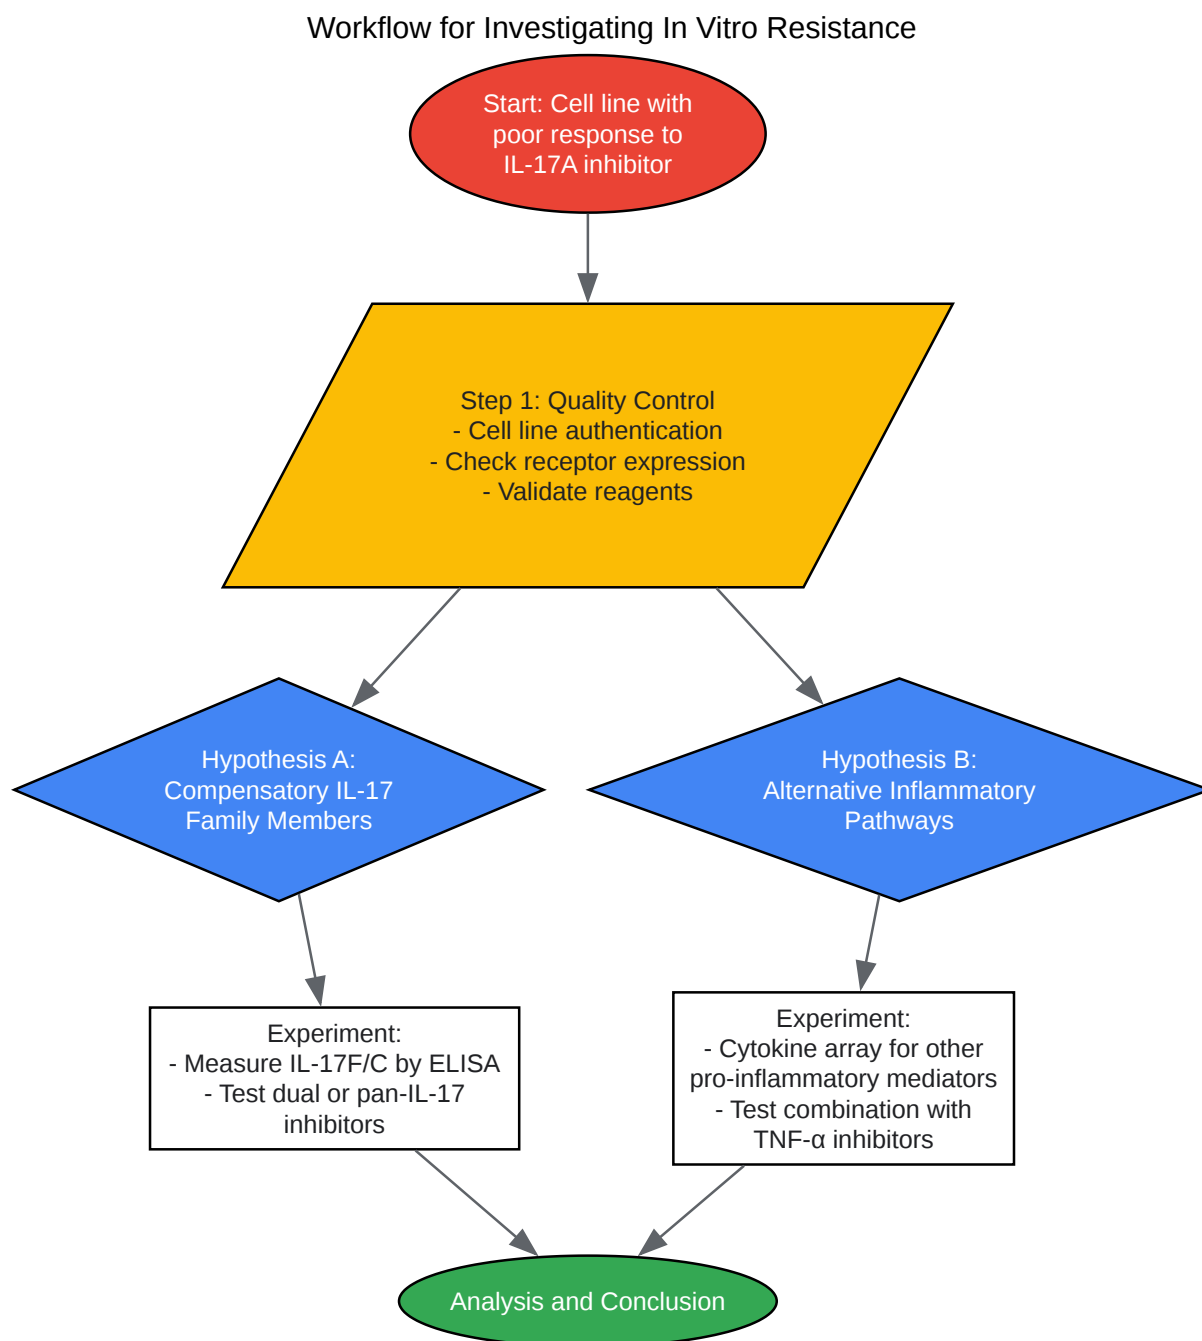 Workflow for Investigating In Vitro Resistance
Start: Cell line with
poor response to
IL-17A inhibitor
Step 1: Quality Control
- Cell line authentication
- Check receptor expression
- Validate reagents
Hypothesis A:
Compensatory IL-17
Family Members
Hypothesis B:
Alternative Inflammatory
Pathways
Experiment:
- Measure IL-17F/C by ELISA
- Test dual or pan-IL-17
inhibitors
Experiment:
- Cytokine array for other
pro-inflammatory mediators
- Test combination with
TNF-α inhibitors
Analysis and Conclusion